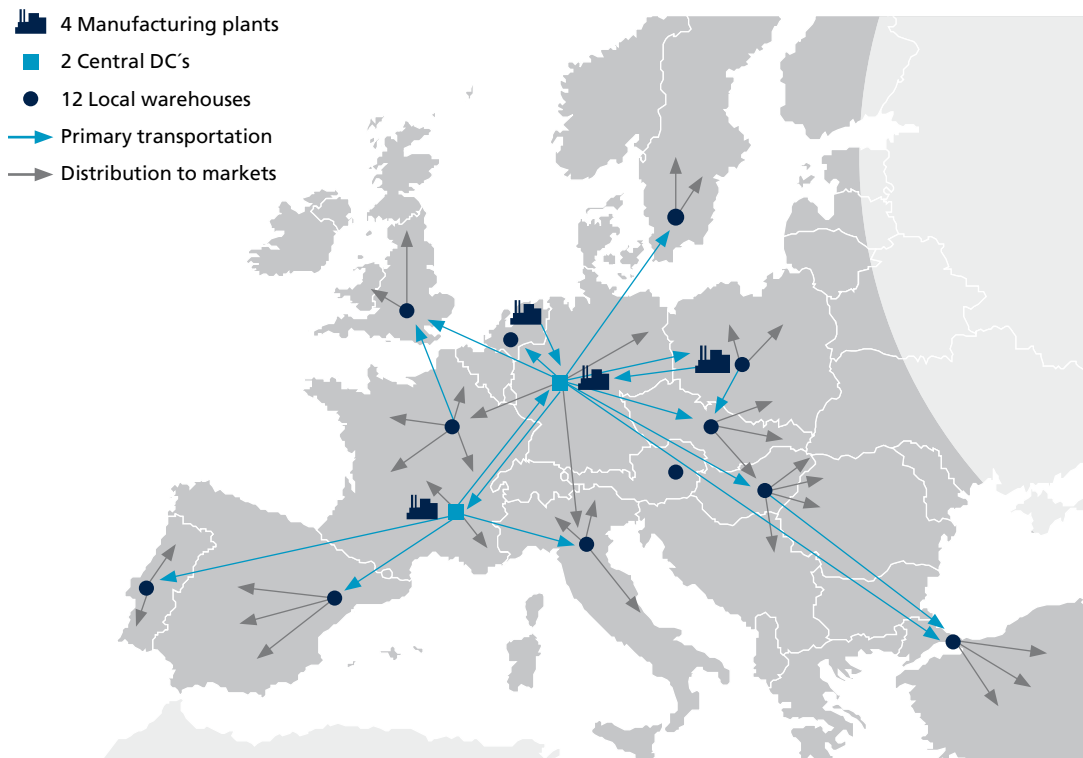 4 Manufacturing plants
2 Central DC´s
12 Local warehouses
Primary transportation
Distribution to markets